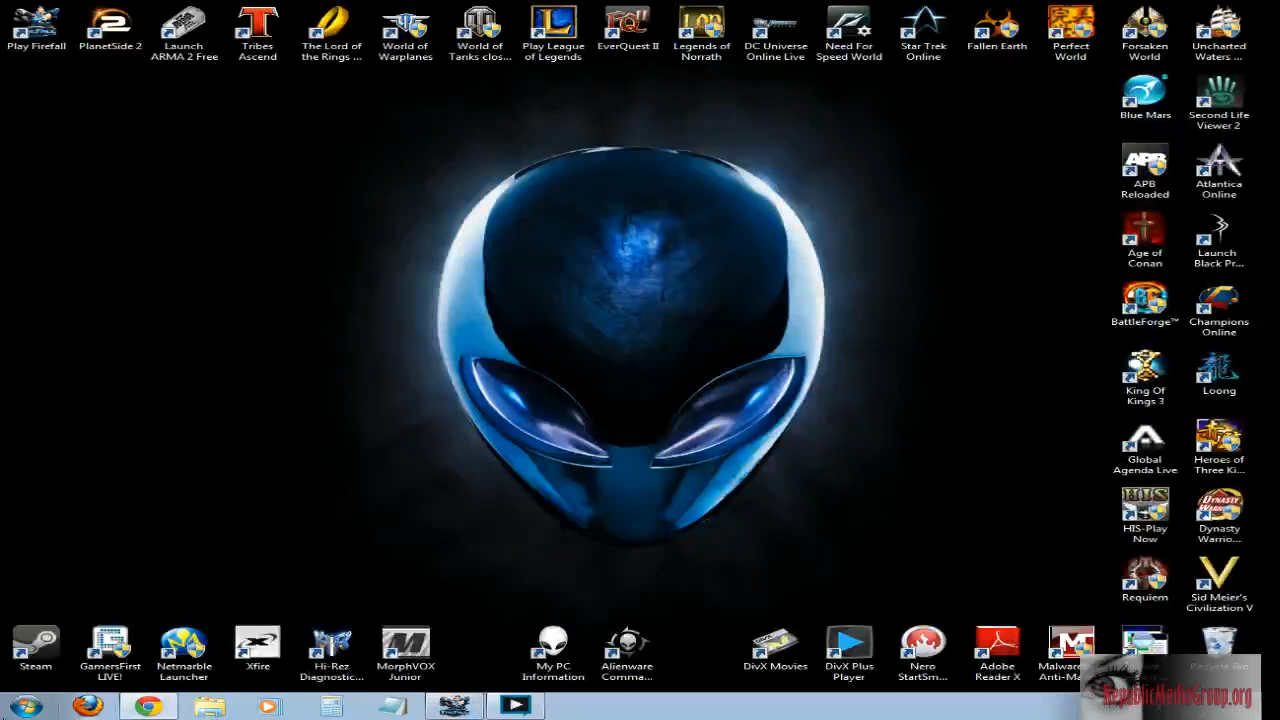 Play Firefall
PlanetSide 2
Launch
ARMA 2 Free
Tribes
Ascend
The Lord of
the Rings ...
World of
Warplanes
World of
Tanks clos...
Play League
of Legends
EverQuest II
Legends of
Norrath
DC Universe
Online Live
Need For
Speed World
Star Trek
Online
Fallen Earth
Perfect
World
Forsaken
World
Uncharted
Waters ...
Blue Mars
Second Life
Viewer 2
APB
Reloaded
Atlantica
Online
Age of
Conan
Launch
Black Pr...
BattleForge™
Champions
Online
King Of
Kings 3
Loong
Global
Agenda Live
Heroes of
Three Ki...
HIS-Play
Now
Dynasty
Warrio...
Requiem
Sid Meier's
Civilization V
Steam
GamersFirst
LIVE!
Netmarble
Launcher
Xfire
Hi-Rez
Diagnostic...
MorphVOX
Junior
My PC
Information
Alienware
Comma...
DivX Movies
DivX Plus
Player
Nero
StartSm...
Adobe
Reader X
Malware
Anti-Ma...
Recycle Bin
RepublicMediaGroup.org